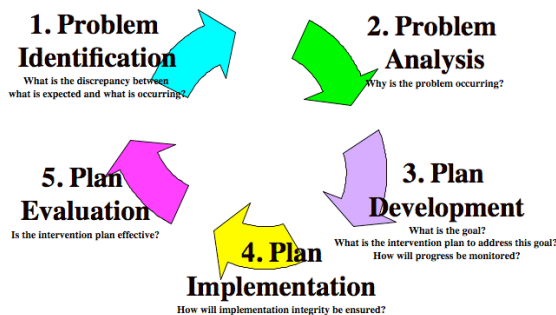 1. Problem
Identification
What is the discrepancy between
what is expected and what is occurring?
2. Problem
Analysis
Why is the problem occurring?
3. Plan
Development
What is the goal?
What is the intervention plan to address this goal?
How will progress be monitored?
4. Plan
Implementation
How will implementation integrity be ensured?
5. Plan
Evaluation
Is the intervention plan effective?